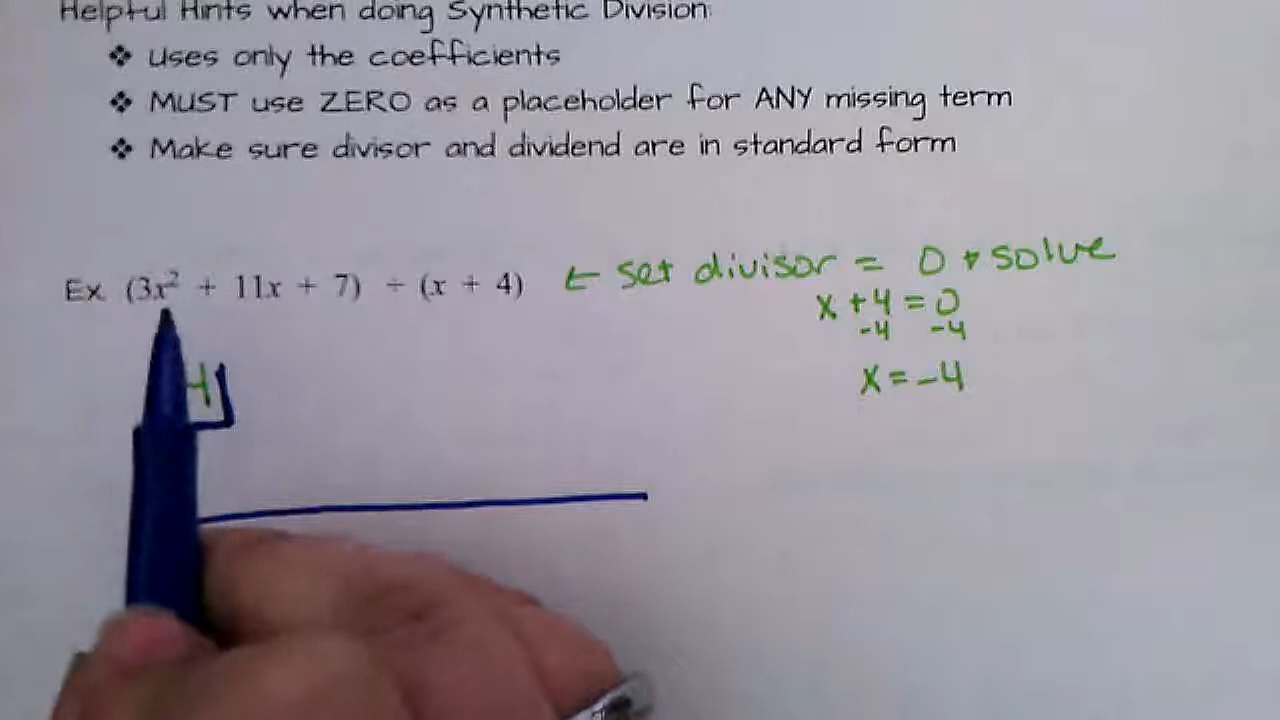 Helpful Hints when doing Synthetic Division:
❖ Uses only the coefficients
❖ MUST use ZERO as a placeholder for ANY missing term
❖ Make sure divisor and dividend are in standard form
Ex. (3x² + 11x + 7) ÷ (x + 4) ← set divisor = 0 + solve
x + 4 = 0
-4 -4
x = -4
4